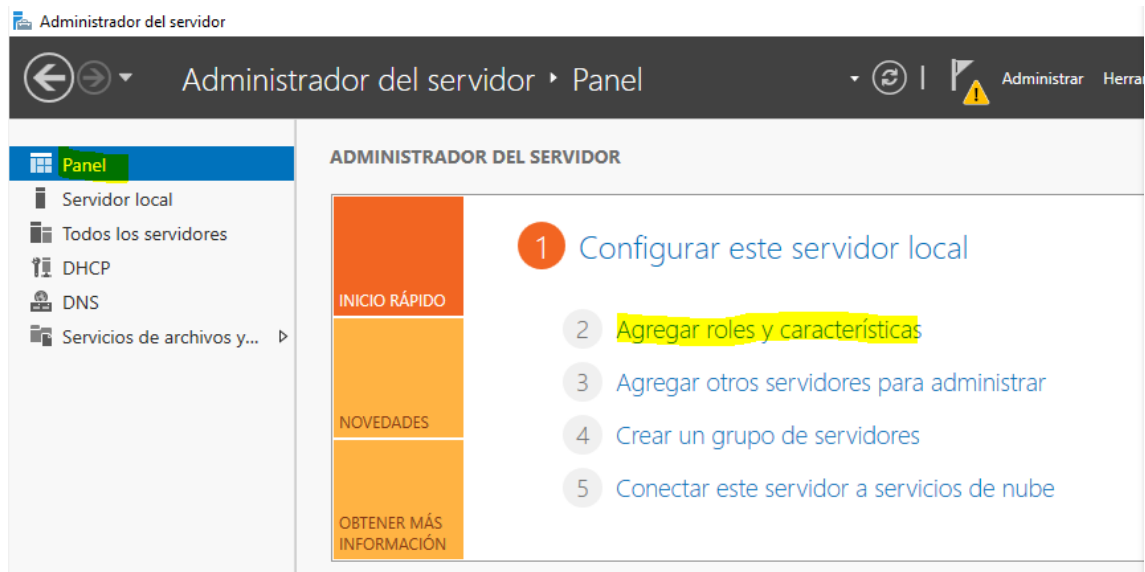 Administrador del servidor
Administrador del servidor ‣ Panel
Administrar
Panel
Servidor local
Todos los servidores
DHCP
DNS
Servicios de archivos y...
ADMINISTRADOR DEL SERVIDOR
INICIO RÁPIDO
NOVEDADES
OBTENER MÁS
INFORMACIÓN
1 Configurar este servidor local
2 Agregar roles y características
3 Agregar otros servidores para administrar
4 Crear un grupo de servidores
5 Conectar este servidor a servicios de nube